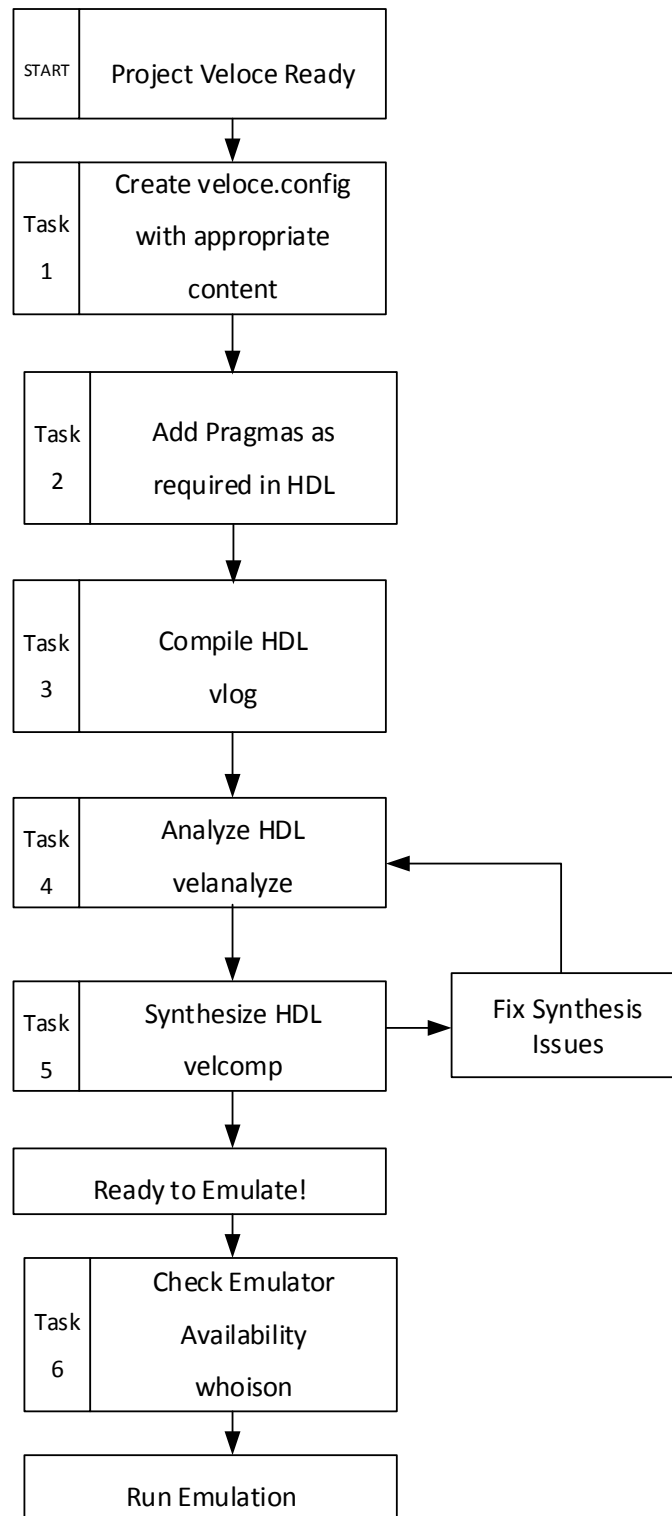 START
Project Veloce Ready
Task
1
Create veloce.config
with appropriate
content
Task
2
Add Pragmas as
required in HDL
Task
3
Compile HDL
vlog
Task
4
Analyze HDL
velanalyze
Task
5
Synthesize HDL
velcomp
Fix Synthesis
Issues
Ready to Emulate!
Task
6
Check Emulator
Availability
whoison
Run Emulation